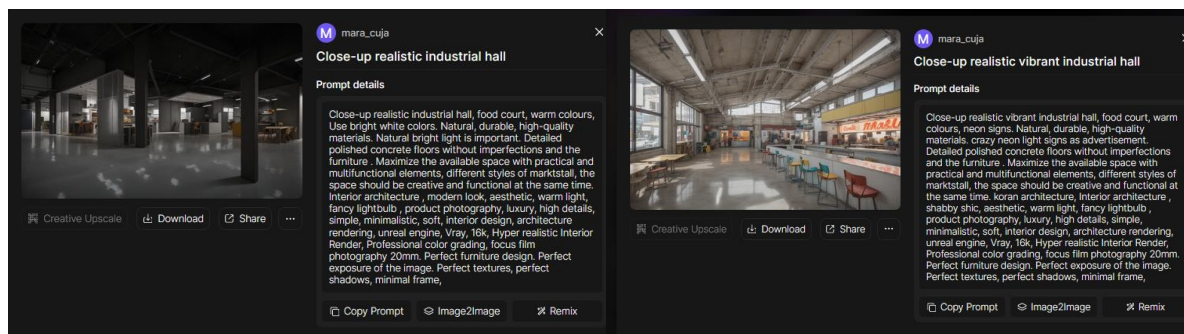 mara_cuja
Close-up realistic industrial hall
Prompt details
Close-up realistic industrial hall, food court, warm colours,
Use bright white colors. Natural, durable, high-quality
materials. Natural bright light is important. Detailed
polished concrete floors without imperfections and the
furniture . Maximize the available space with practical and
multifunctional elements, different styles of marktstall, the
space should be creative and functional at the same time.
Interior architecture , modern look, aesthetic, warm light,
fancy lightbulb , product photography, luxury, high details,
simple, minimalistic, soft, interior design, architecture
rendering, unreal engine, Vray, 16k, Hyper realistic Interior
Render, Professional color grading, focus film
photography 20mm. Perfect furniture design. Perfect
exposure of the image. Perfect textures, perfect
shadows, minimal frame,
Creative Upscale
Download
Share
Copy Prompt
Image2Image
Remix
mara_cuja
Close-up realistic vibrant industrial hall
Prompt details
Close-up realistic vibrant industrial hall, food court, warm
colours, neon signs. Natural, durable, high-quality
materials. crazy neon light signs as advertisement.
Detailed polished concrete floors without imperfections
and the furniture . Maximize the available space with
practical and multifunctional elements, different styles of
marktstall, the space should be creative and functional at
the same time. koran architecture, Interior architecture ,
shabby shic, aesthetic, warm light, fancy lightbulb ,
product photography, luxury, high details, simple,
minimalistic, soft, interior design, architecture rendering,
unreal engine, Vray, 16k, Hyper realistic Interior Render,
Professional color grading, focus film photography 20mm.
Perfect furniture design. Perfect exposure of the image.
Perfect textures, perfect shadows, minimal frame,
Creative Upscale
Download
Share
Copy Prompt
Image2Image
Remix